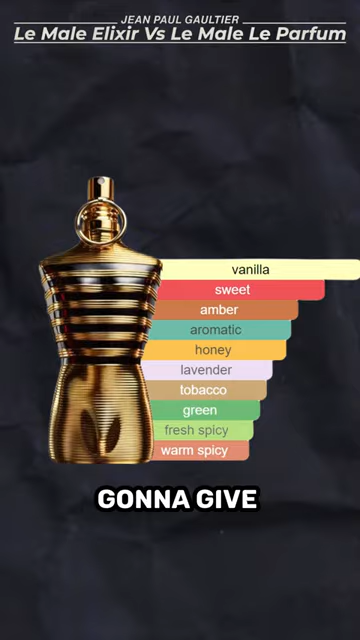 JEAN PAUL GAULTIER
Le Male Elixir Vs Le Male Le Parfum
vanilla
sweet
amber
aromatic
honey
lavender
tobacco
green
fresh spicy
warm spicy
GONNA GIVE